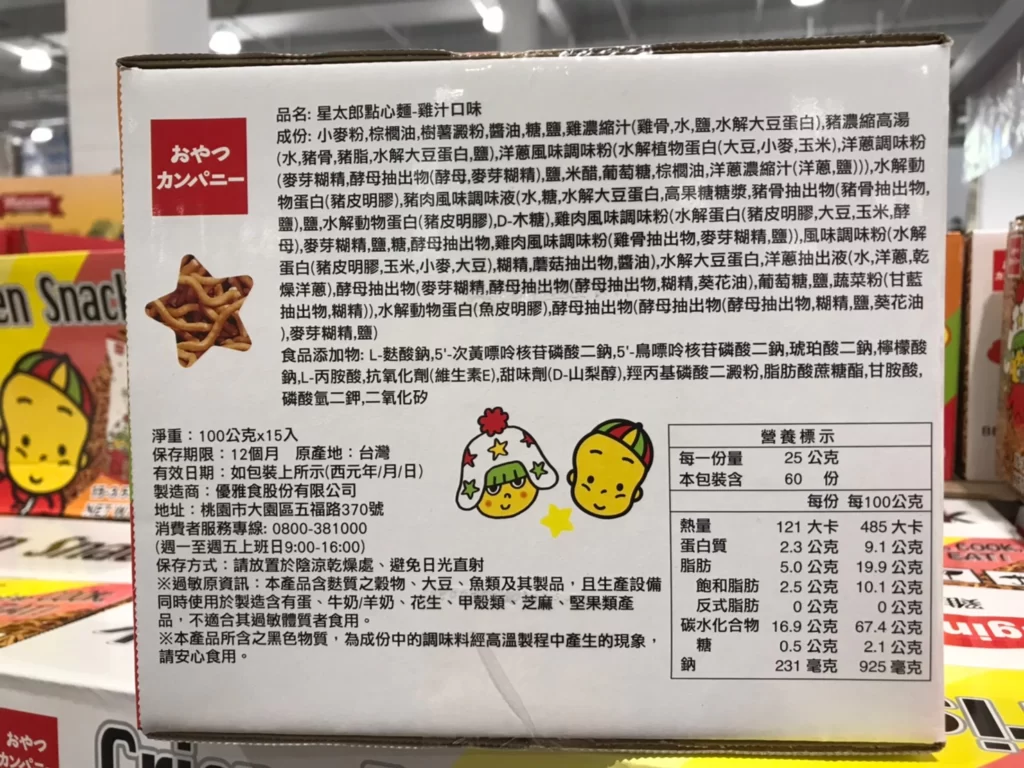 品名: 星太郎點心麵-雞汁口味
成份: 小麥粉,棕櫚油,樹薯澱粉,醬油,糖,鹽,雞濃縮汁(雞骨,水,鹽,水解大豆蛋白),豬濃縮高湯
(水,豬骨,豬脂,水解大豆蛋白,鹽),洋蔥風味調味粉(水解植物蛋白(大豆,小麥,玉米),洋蔥調味粉
(麥芽糊精,酵母抽出物(酵母,麥芽糊精),鹽,米醋,葡萄糖,棕櫚油,洋蔥濃縮汁(洋蔥,鹽))),水解動
物蛋白(豬皮明膠),豬肉風味調味液(水,糖,水解大豆蛋白,高果糖糖漿,豬骨抽出物(豬骨抽出物,
鹽),鹽,水解動物蛋白(豬皮明膠),D-木糖),雞肉風味調味粉(水解蛋白(豬皮明膠,大豆,玉米,酵
母),麥芽糊精,鹽,糖,酵母抽出物,雞肉風味調味粉(雞骨抽出物,麥芽糊精,鹽)),風味調味粉(水解
蛋白(豬皮明膠,玉米,小麥,大豆),糊精,蘑菇抽出物,醬油),水解大豆蛋白,洋蔥抽出液(水,洋蔥,乾
燥洋蔥),酵母抽出物(麥芽糊精,酵母抽出物(酵母抽出物,糊精,葵花油),葡萄糖,鹽,蔬菜粉(甘藍
抽出物,糊精)),水解動物蛋白(魚皮明膠),酵母抽出物(酵母抽出物(酵母抽出物,糊精,鹽,葵花油
),麥芽糊精,鹽)
食品添加物: L-麩酸鈉,5'-次黃嘌呤核苷磷酸二鈉,5'-鳥嘌呤核苷磷酸二鈉,琥珀酸二鈉,檸檬酸
鈉,L-丙胺酸,抗氧化劑(維生素E),甜味劑(D-山梨醇),羥丙基磷酸二澱粉,脂肪酸蔗糖酯,甘胺酸,
磷酸氫二鉀,二氧化矽
おやつ
カンパニー
淨重：100公克x15入
保存期限：12個月 原產地：台灣
有效日期：如包裝上所示(西元年/月/日)
製造商：優雅食股份有限公司
地址：桃園市大園區五福路370號
消費者服務專線: 0800-381000
(週一至週五上班日9:00-16:00)
保存方式：請放置於陰涼乾燥處、避免日光直射
※過敏原資訊：本產品含麩質之穀物、大豆、魚類及其製品，且生產設備
同時使用於製造含有蛋、牛奶/羊奶、花生、甲殼類、芝麻、堅果類產
品，不適合其過敏體質者食用。
※本產品所含之黑色物質，為成份中的調味料經高溫製程中產生的現象，
請安心食用。
營養標示
每一份量 25 公克
本包裝含 60 份
每份 每100公克
熱量 121 大卡 485 大卡
蛋白質 2.3 公克 9.1 公克
脂肪 5.0 公克 19.9 公克
飽和脂肪 2.5 公克 10.1 公克
反式脂肪 0 公克 0 公克
碳水化合物 16.9 公克 67.4 公克
糖 0.5 公克 2.1 公克
鈉 231 毫克 925 毫克
en Snack
おやつ
カンパニー